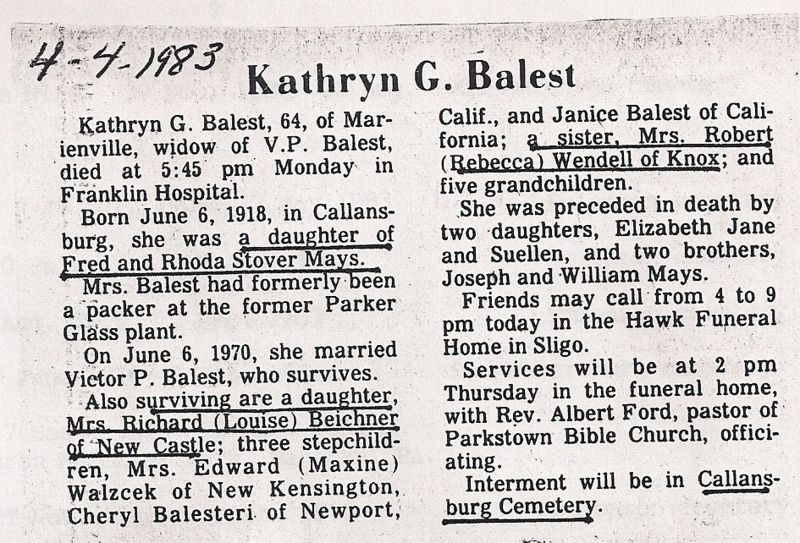 4-4-1983
Kathryn G. Balest
Kathryn G. Balest, 64, of Mar-
ienville, widow of V.P. Balest,
died at 5:45 pm Monday in
Franklin Hospital.
Born June 6, 1918, in Callans-
burg, she was a daughter of
Fred and Rhoda Stover Mays.
Mrs. Balest had formerly been
a packer at the former Parker
Glass plant.
On June 6, 1970, she married
Victor P. Balest, who survives.
Also surviving are a daughter,
Mrs. Richard (Louise) Beichner
of New Castle; three stepchild-
ren, Mrs. Edward (Maxine)
Walzcek of New Kensington,
Cheryl Balesteri of Newport,
Calif., and Janice Balest of Cali-
fornia; a sister, Mrs. Robert
(Rebecca) Wendell of Knox; and
five grandchildren.
She was preceded in death by
two daughters, Elizabeth Jane
and Suellen, and two brothers,
Joseph and William Mays.
Friends may call from 4 to 9
pm today in the Hawk Funeral
Home in Sligo.
Services will be at 2 pm
Thursday in the funeral home,
with Rev. Albert Ford, pastor of
Parkstown Bible Church, offici-
ating.
Interment will be in Callans-
burg Cemetery.